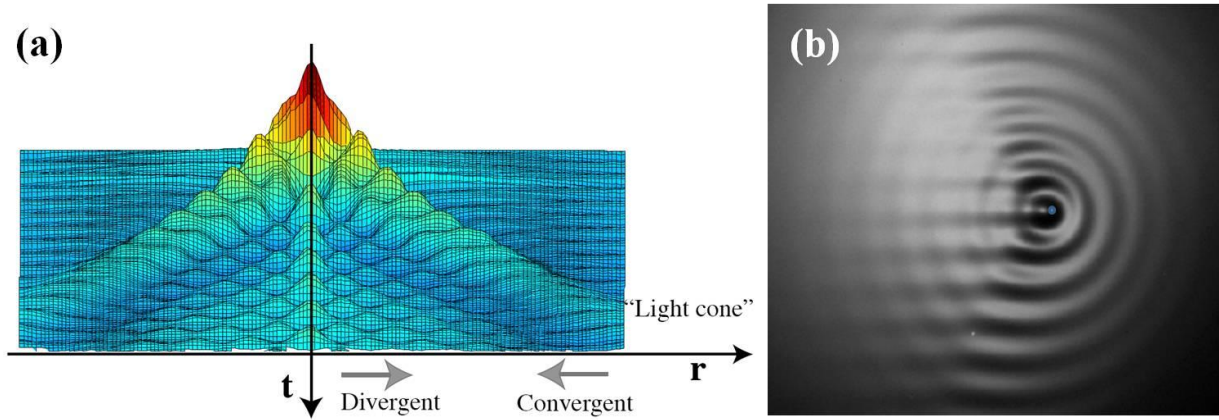 (a)
(b)
“Light cone”
t
r
Divergent
Convergent